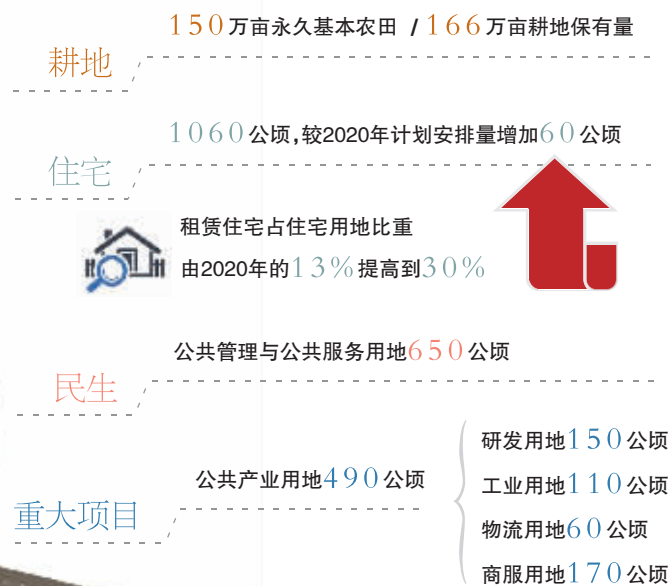 150万亩永久基本农田 / 166万亩耕地保有量
耕地
1060公顷,较2020年计划安排量增加60公顷
住宅
租赁住宅占住宅用地比重
由2020年的13%提高到30%
公共管理与公共服务用地650公顷
民生
公共产业用地490公顷
重大项目
研发用地150公顷
工业用地110公顷
物流用地60公顷
商服用地170公顷